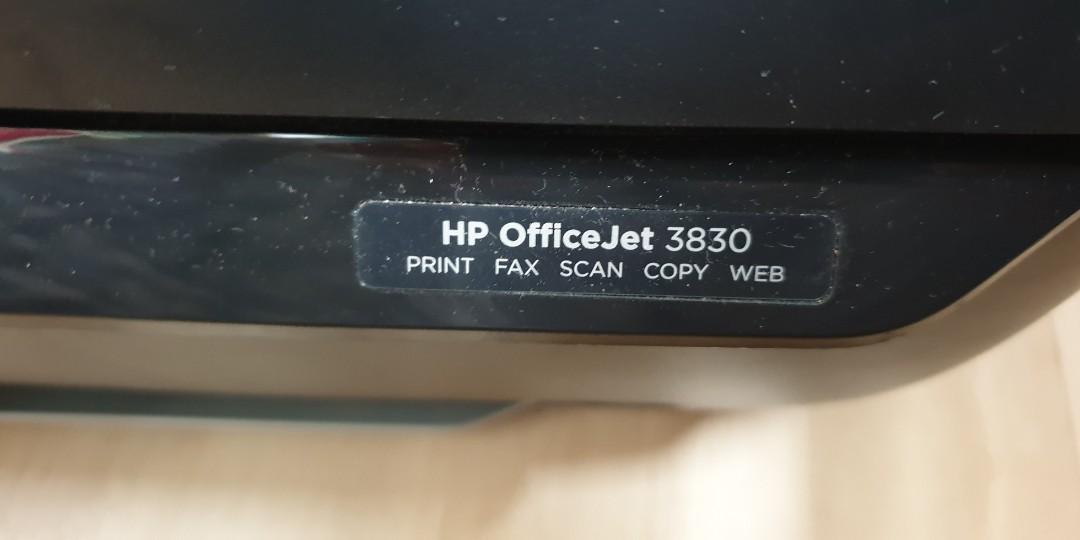 HP OfficeJet 3830
PRINT FAX SCAN COPY WEB